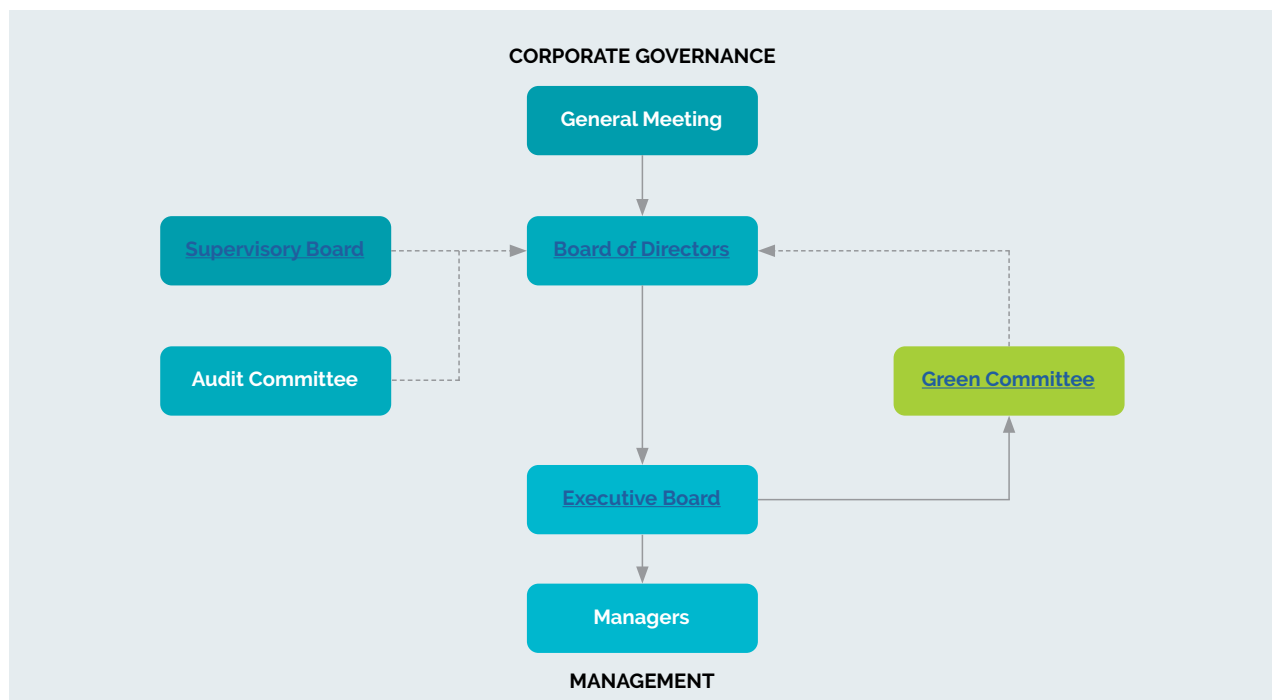 CORPORATE GOVERNANCE
General Meeting
Supervisory Board
Board of Directors
Audit Committee
Green Committee
Executive Board
Managers
MANAGEMENT